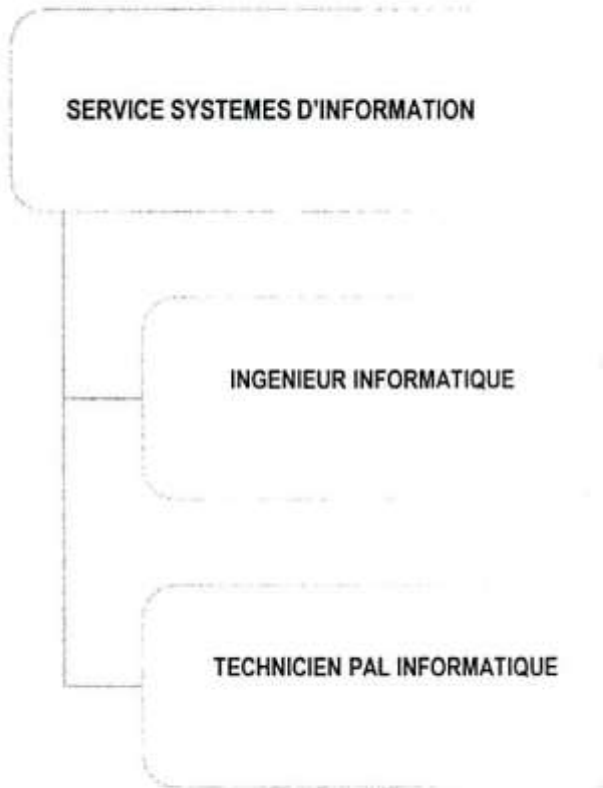 SERVICE SYSTEMES D'INFORMATION
INGENIEUR INFORMATIQUE
TECHNICIEN PAL INFORMATIQUE